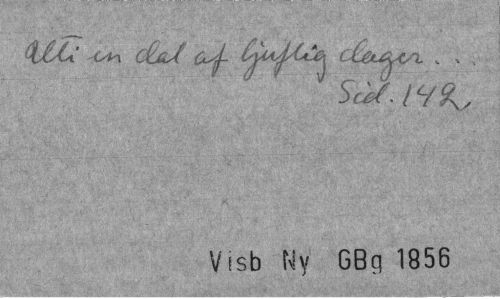 Alti en dal af ljuflig dager...
Sid. 142
Visb Ny GBg 1856